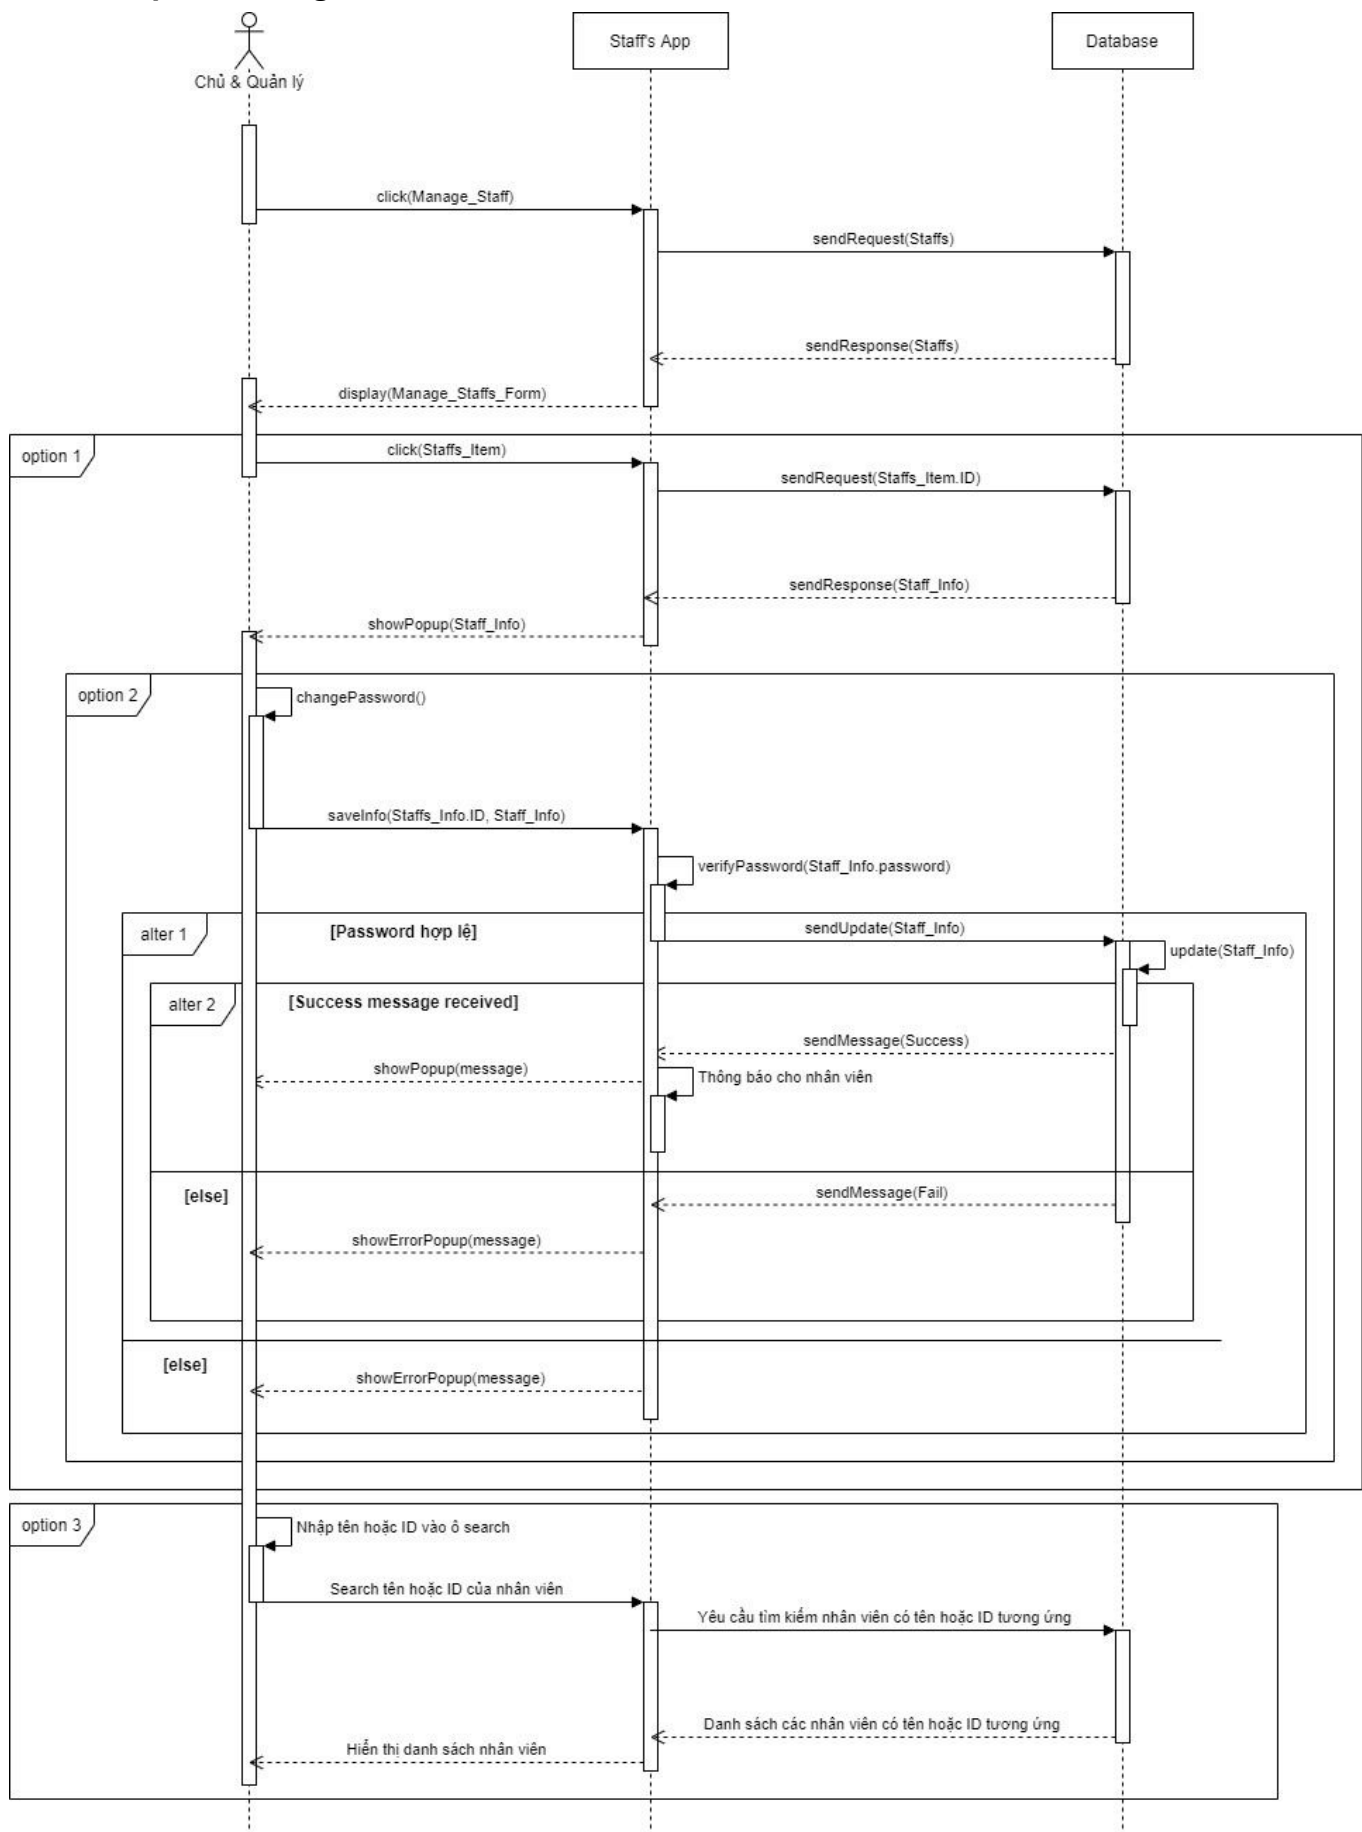 Staff's App
Database
Chủ & Quản lý
click(Manage_Staff)
sendRequest(Staffs)
sendResponse(Staffs)
display(Manage_Staffs_Form)
option 1
click(Staffs_Item)
sendRequest(Staffs_Item.ID)
sendResponse(Staff_Info)
showPopup(Staff_Info)
option 2
changePassword()
saveInfo(Staffs_Info.ID, Staff_Info)
verifyPassword(Staff_Info.password)
alter 1
[Password hợp lệ]
sendUpdate(Staff_Info)
update(Staff_Info)
alter 2
[Success message received]
sendMessage(Success)
showPopup(message)
Thông báo cho nhân viên
[else]
sendMessage(Fail)
showErrorPopup(message)
[else]
showErrorPopup(message)
option 3
Nhập tên hoặc ID vào ô search
Search tên hoặc ID của nhân viên
Yêu cầu tìm kiếm nhân viên có tên hoặc ID tương ứng
Danh sách các nhân viên có tên hoặc ID tương ứng
Hiển thị danh sách nhân viên